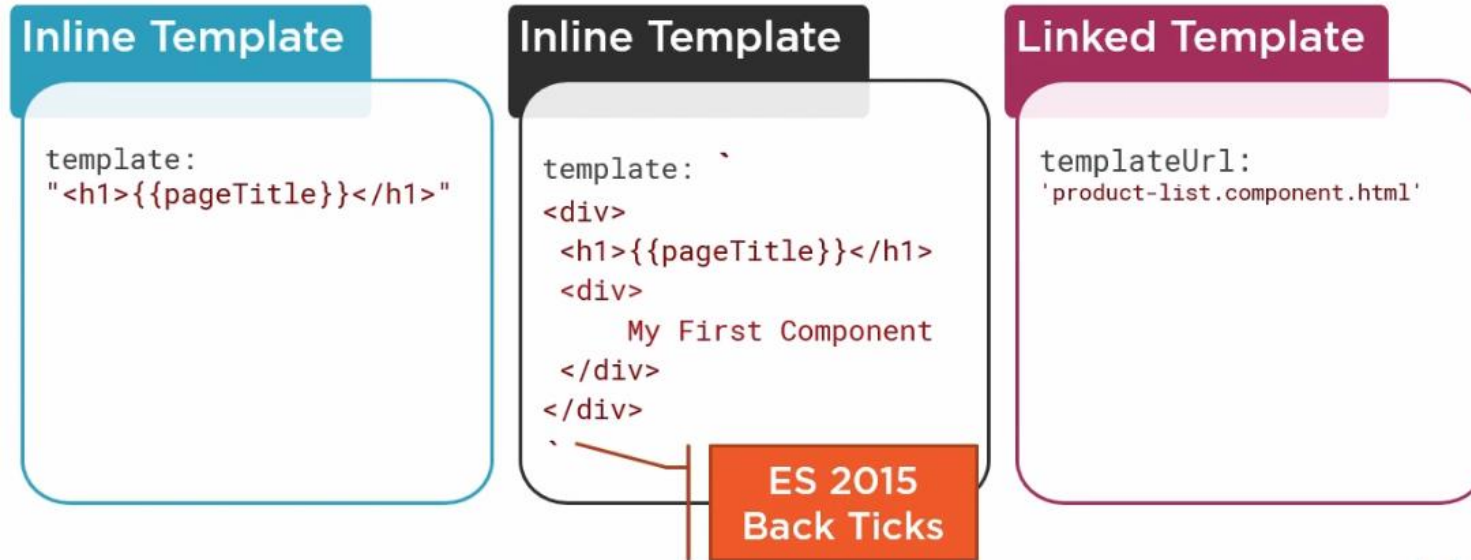 Inline Template
template:
"<h1>{{pageTitle}}</h1>"
Inline Template
template: `
<div>
<h1>{{pageTitle}}</h1>
<div>
My First Component
</div>
</div>
`
ES 2015
Back Ticks
Linked Template
templateUrl:
'product-list.component.html'